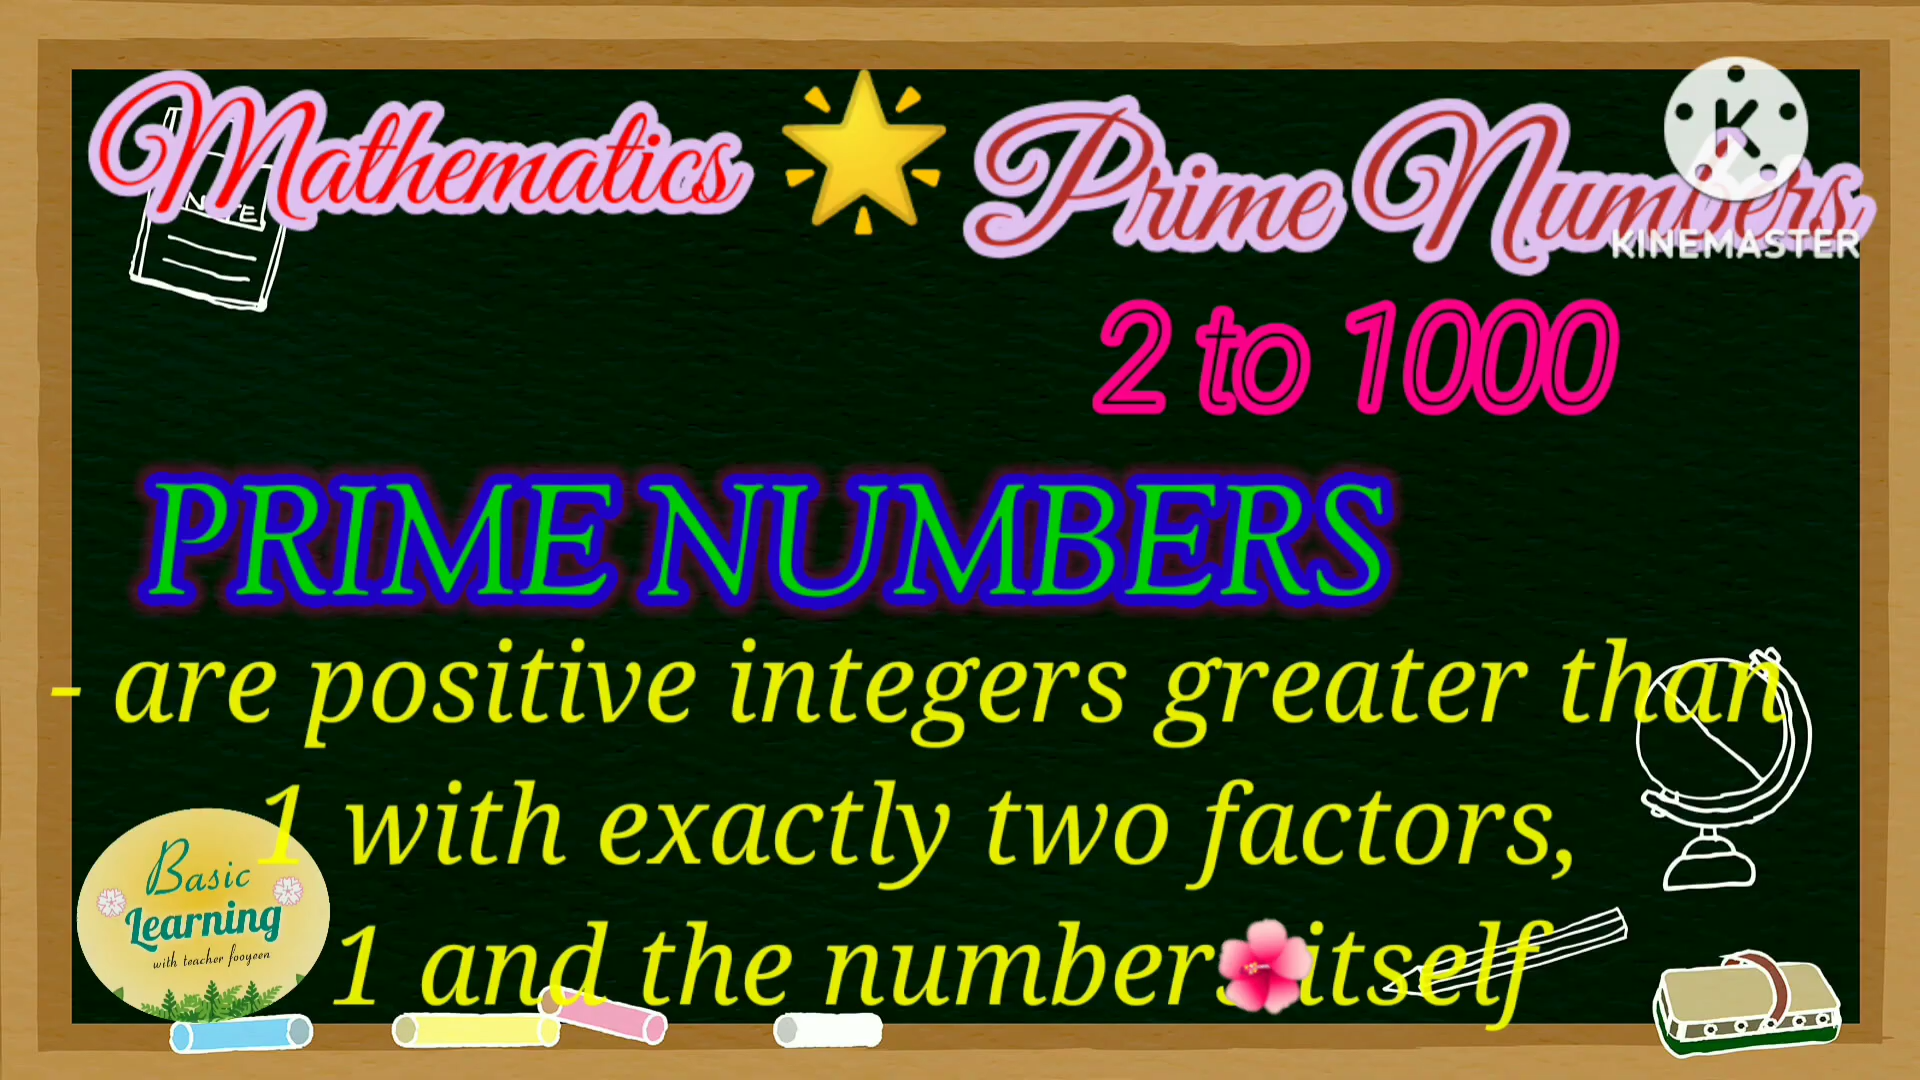 Mathematics 🌟 Prime Numbers
KINEMASTER
NOTE
2 to 1000
PRIME NUMBERS
- are positive integers greater than
1 with exactly two factors,
1 and the numbers itself
Basic
Learning
with teacher fooyeen